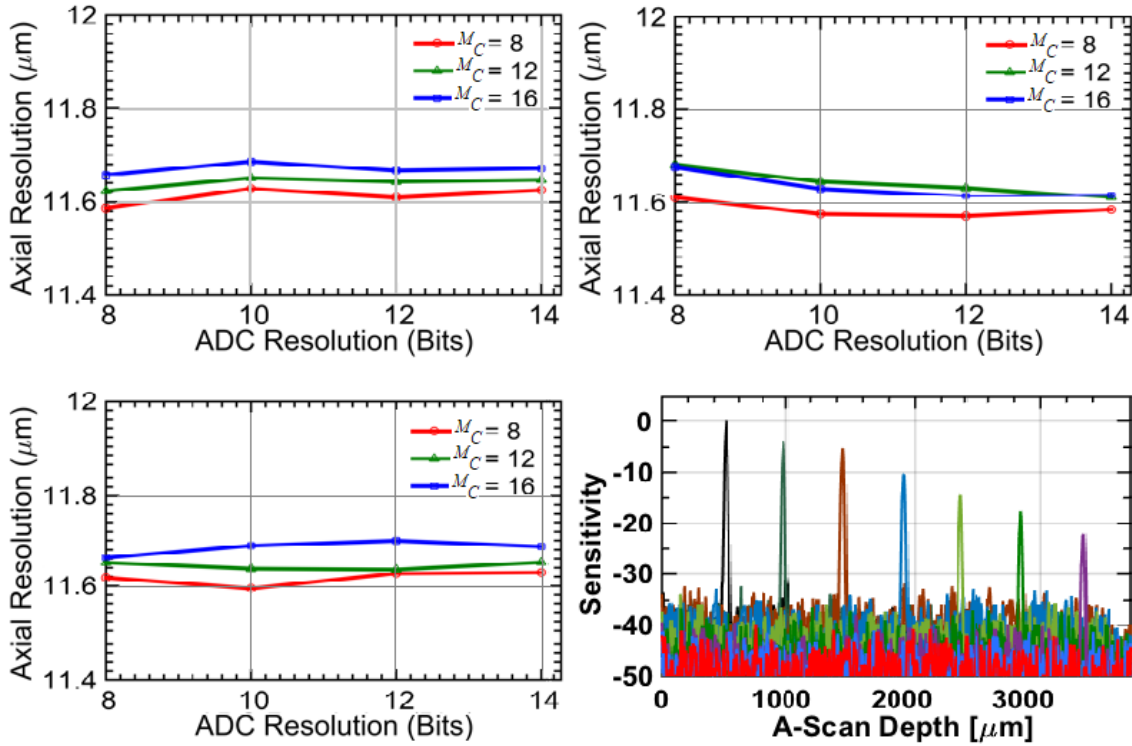 12
11.8
11.6
11.4
Axial Resolution (μm)
M_C = 8
M_C = 12
M_C = 16
8
10
12
14
ADC Resolution (Bits)
12
11.8
11.6
11.4
Axial Resolution (μm)
M_C = 8
M_C = 12
M_C = 16
8
10
12
14
ADC Resolution (Bits)
12
11.8
11.6
11.4
Axial Resolution (μm)
M_C = 8
M_C = 12
M_C = 16
8
10
12
14
ADC Resolution (Bits)
0
-10
-20
-30
-40
-50
Sensitivity
0
1000
2000
3000
A-Scan Depth [μm]